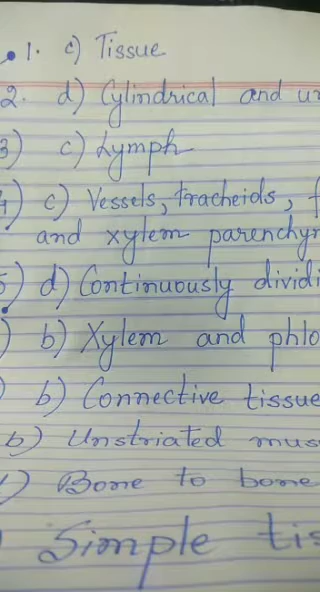 1. c) Tissue
2. d) Cylindrical and un
3) c) Lymph
4) c) Vessels, tracheids, f
and xylem parenchy
5) d) Continuously dividi
) b) Xylem and phlo
b) Connective tissue
b) Unstriated mus
) Bone to bone
Simple tis